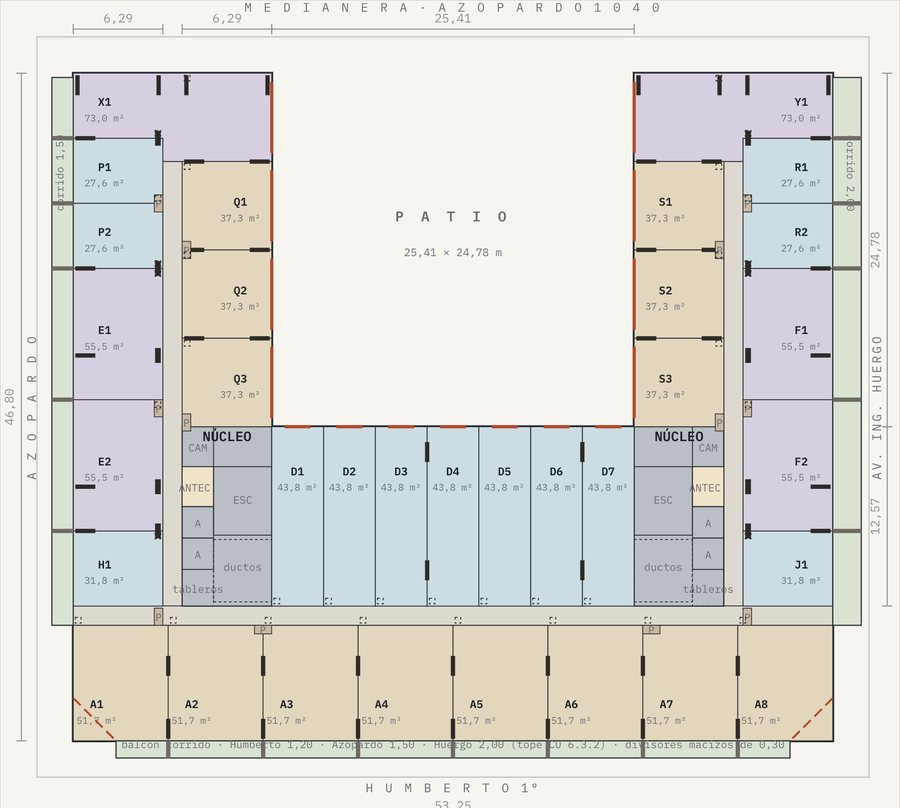 MEDIANERA · AZOPARDO 1040
6,29 6,29 25,41
X1 Y1
73,0 m² 73,0 m²
corrido 1,50
corrido 2,00
P1 R1
27,6 m² 27,6 m²
Q1 S1
37,3 m² 37,3 m²
PATIO
25,41 × 24,78 m
P2 R2
27,6 m² 27,6 m²
24,78
Q2 S2
37,3 m² 37,3 m²
E1 F1
55,5 m² 55,5 m²
Q3 S3
37,3 m² 37,3 m²
46,80
AZOPARDO
AV. ING. HUERGO
P P
NÚCLEO NÚCLEO
CAM CAM
E2 F2
55,5 m² 55,5 m²
D1 D2 D3 D4 D5 D6 D7
43,8 m² 43,8 m² 43,8 m² 43,8 m² 43,8 m² 43,8 m² 43,8 m²
ANTEC ANTEC
ESC ESC
12,57
A A
A A
H1 J1
31,8 m² 31,8 m²
ductos ductos
tableros tableros
P P P P
A1 A2 A3 A4 A5 A6 A7 A8
51,7 m² 51,7 m² 51,7 m² 51,7 m² 51,7 m² 51,7 m² 51,7 m² 51,7 m²
balcón corrido · Humberto 1,20 · Azopardo 1,50 · Huergo 2,00 (tope CU 6.3.2) · divisores macizos de 0,30
HUMBERTO 1°
53,25